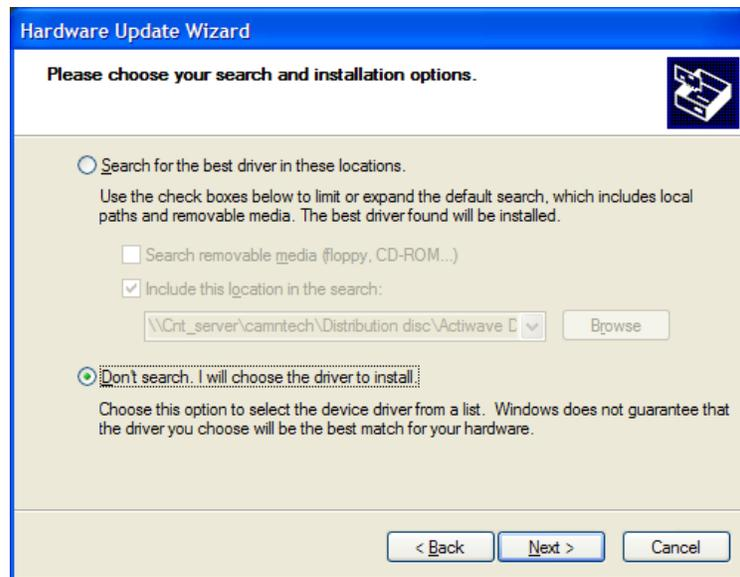 Hardware Update Wizard
Please choose your search and installation options.
Search for the best driver in these locations.
Use the check boxes below to limit or expand the default search, which includes local
paths and removable media. The best driver found will be installed.
Search removable media (floppy, CD-ROM...)
Include this location in the search:
\\Cnt_server\camntech\Distribution disc\Actiwave D
Browse
Don't search. I will choose the driver to install.
Choose this option to select the device driver from a list. Windows does not guarantee that
the driver you choose will be the best match for your hardware.
< Back Next > Cancel